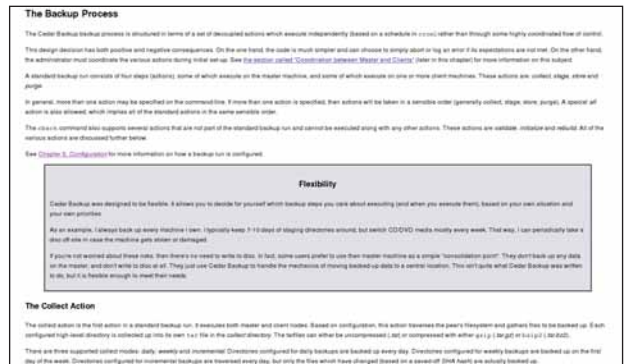 The Backup Process
The Cedar Backup backup process is structured in terms of a set of decoupled actions which execute independently (based on a schedule in cron) rather than through some highly coordinated flow of control.
This design decision has both positive and negative consequences. On the one hand, the code is much simpler and can choose to simply abort or log an error if its expectations are not met. On the other hand,
the administrator must coordinate the various actions during initial set-up. See the section called "Coordination between Master and Clients" (later in this chapter) for more information on this subject.
A standard backup run consists of four steps (actions), some of which execute on the master machine, and some of which execute on one or more client machines. These actions are: collect, stage, store and
purge.
In general, more than one action may be specified on the command-line. If more than one action is specified, then actions will be taken in a sensible order (generally collect, stage, store, purge). A special all
action is also allowed, which implies all of the standard actions in the same sensible order.
The cback command also supports several actions that are not part of the standard backup run and cannot be executed along with any other actions. These actions are validate, initialize and rebuild. All of the
various actions are discussed further below.
See Chapter 5, Configuration for more information on how a backup run is configured.
Flexibility
Cedar Backup was designed to be flexible. It allows you to decide for yourself which backup steps you care about executing (and when you execute them), based on your own situation and
your own priorities.
As an example, I always back up every machine I own. I typically keep 7-10 days of staging directories around, but switch CD/DVD media mostly every week. That way, I can periodically take a
disc off-site in case the machine gets stolen or damaged.
If you're not worried about these risks, then there's no need to write to disc. In fact, some users prefer to use their master machine as a simple "consolidation point". They don't back up any data
on the master, and don't write to disc at all. They just use Cedar Backup to handle the mechanics of moving backed-up data to a central location. This isn't quite what Cedar Backup was written
to do, but it is flexible enough to meet their needs.
The Collect Action
The collect action is the first action in a standard backup run. It executes both master and client nodes. Based on configuration, this action traverses the peer's filesystem and gathers files to be backed up. Each
configured high-level directory is collected up into its own tar file in the collect directory. The tarfiles can either be uncompressed (.tar) or compressed with either gzip (.tar.gz) or bzip2 (.tar.bz2).
There are three supported collect modes: daily, weekly and incremental. Directories configured for daily backups are backed up every day. Directories configured for weekly backups are backed up on the first
day of the week. Directories configured for incremental backups are traversed every day, but only the files which have changed (based on a saved-off SHA hash) are actually backed up.